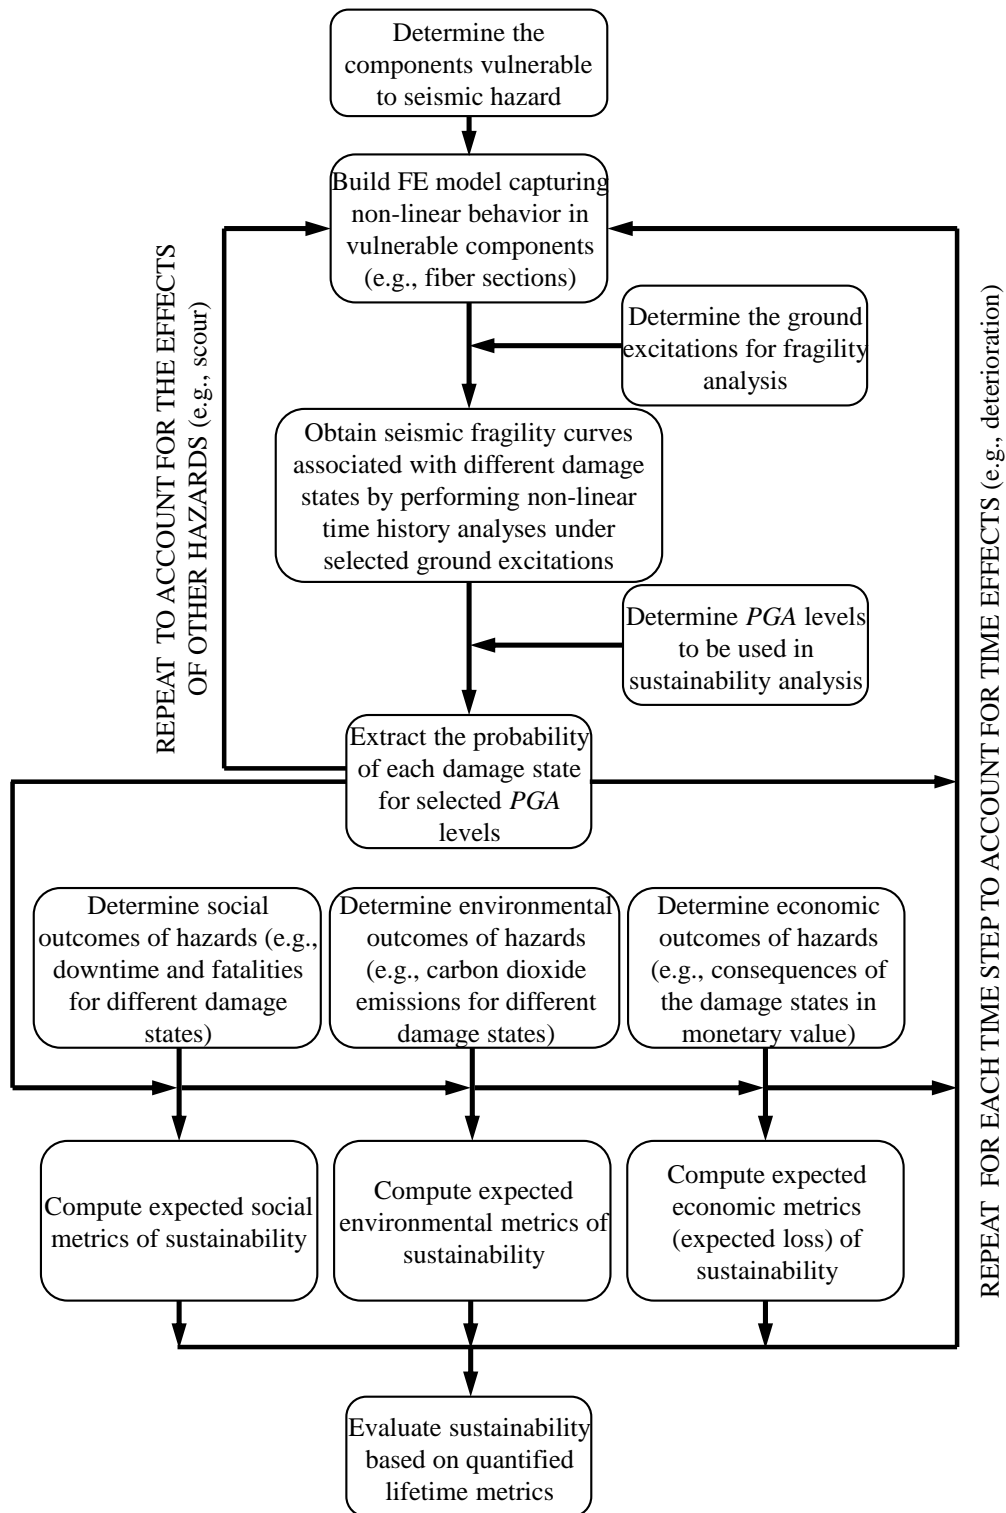 Determine the
components vulnerable
to seismic hazard
Build FE model capturing
non-linear behavior in
vulnerable components
(e.g., fiber sections)
Determine the ground
excitations for fragility
analysis
Obtain seismic fragility curves
associated with different damage
states by performing non-linear
time history analyses under
selected ground excitations
Determine PGA levels
to be used in
sustainability analysis
Extract the probability
of each damage state
for selected PGA
levels
REPEAT TO ACCOUNT FOR THE EFFECTS
OF OTHER HAZARDS (e.g., scour)
REPEAT FOR EACH TIME STEP TO ACCOUNT FOR TIME EFFECTS (e.g., deterioration)
Determine social
outcomes of hazards (e.g.,
downtime and fatalities
for different damage
states)
Determine environmental
outcomes of hazards
(e.g., carbon dioxide
emissions for different
damage states)
Determine economic
outcomes of hazards
(e.g., consequences of
the damage states in
monetary value)
Compute expected social
metrics of sustainability
Compute expected
environmental metrics of
sustainability
Compute expected
economic metrics
(expected loss) of
sustainability
Evaluate sustainability
based on quantified
lifetime metrics